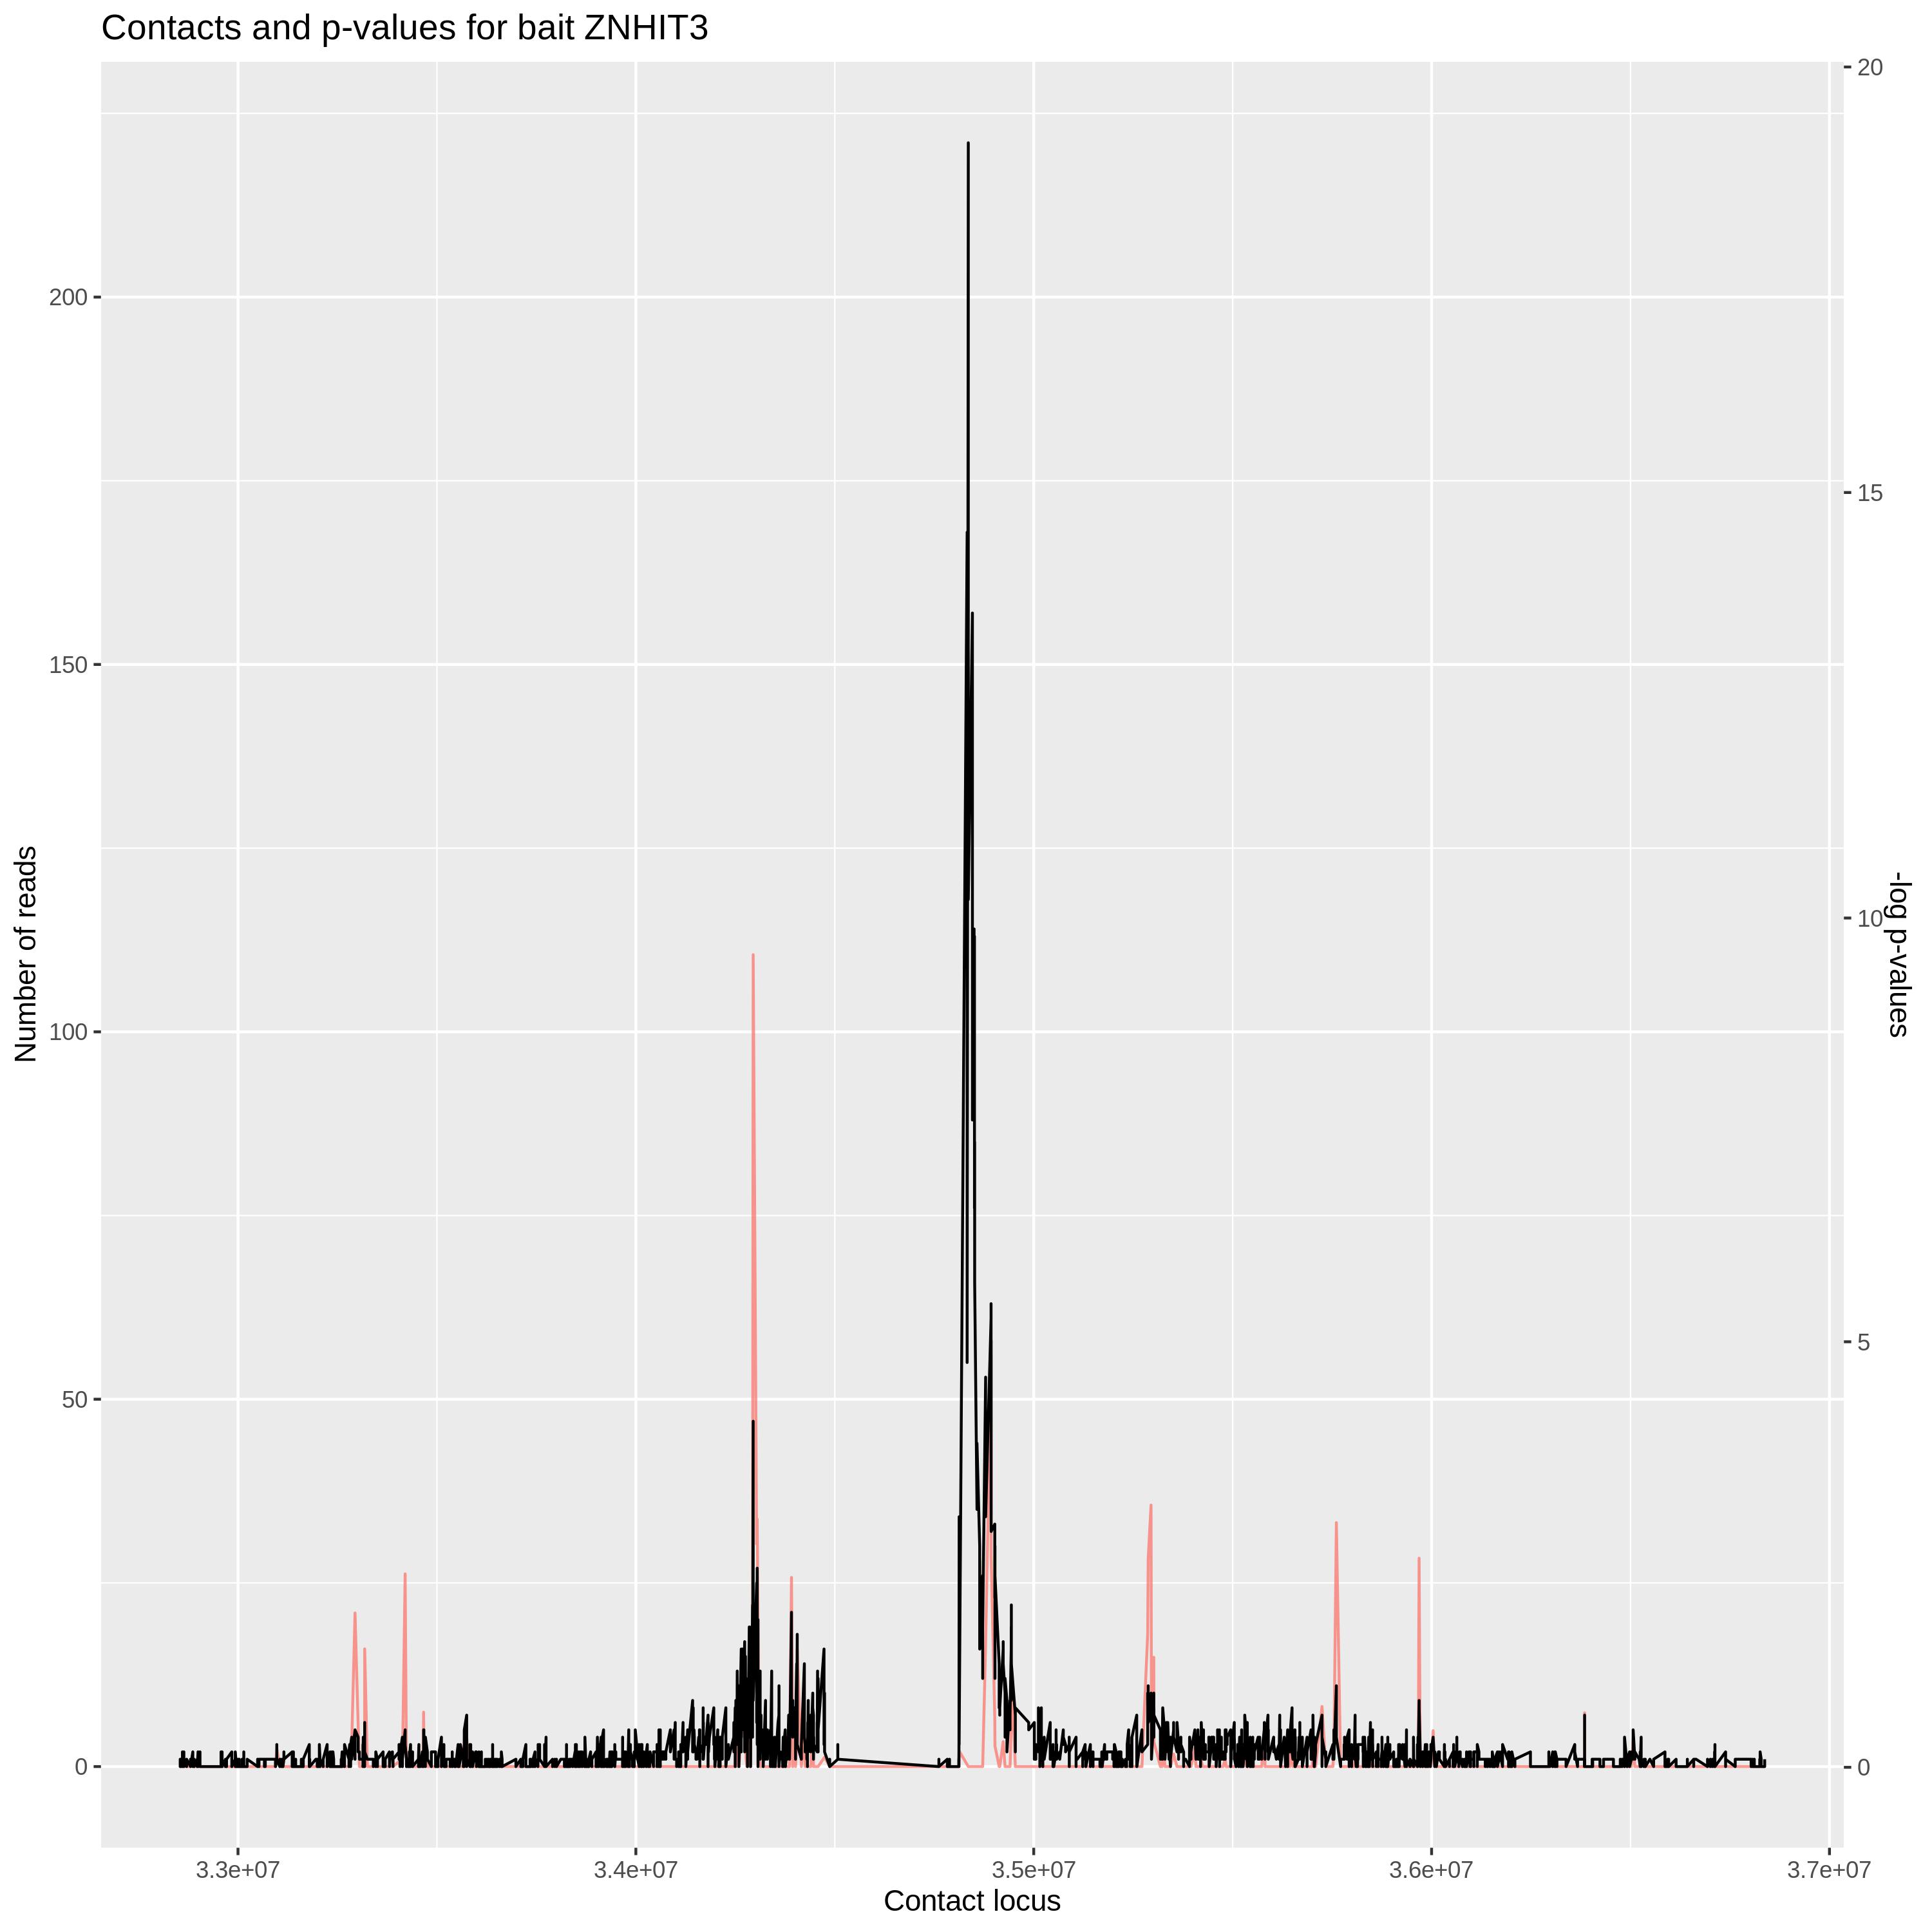 Contacts and p-values for bait ZNHIT3
20
200
15
150
Number of reads
-log p-values
10
100
5
50
0
0
3.3e+07 3.4e+07 3.5e+07 3.6e+07 3.7e+07
Contact locus